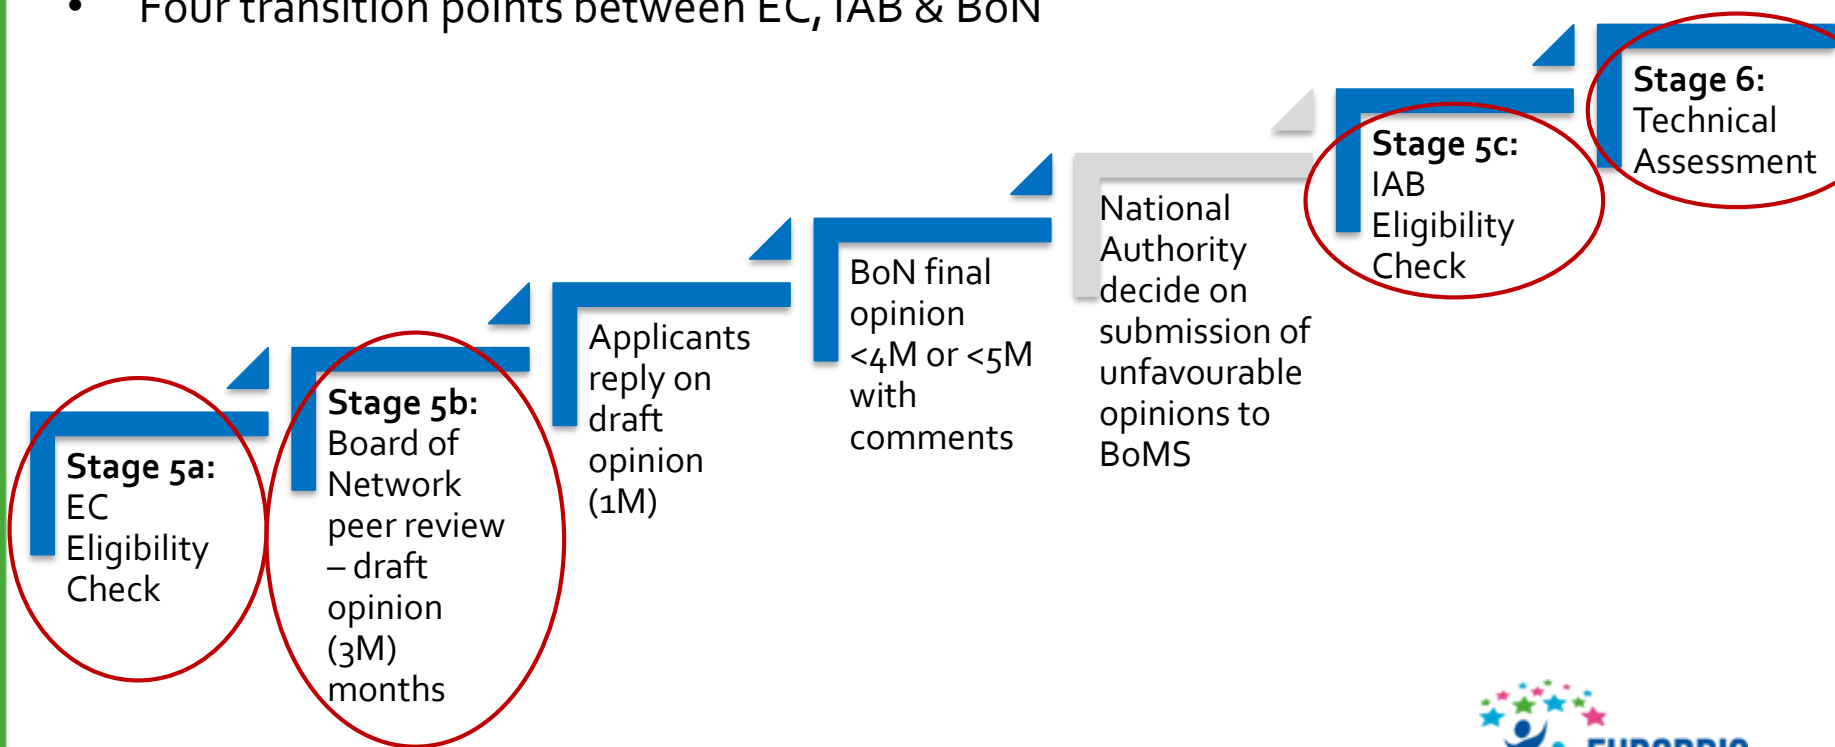 • Four transition points between EC, IAB & BoN
Stage 5a:
EC
Eligibility
Check
Stage 5b:
Board of
Network
peer review
– draft
opinion
(3M)
months
Applicants
reply on
draft
opinion
(1M)
BoN final
opinion
<4M or <5M
with
comments
National
Authority
decide on
submission of
unfavourable
opinions to
BoMS
Stage 5c:
IAB
Eligibility
Check
Stage 6:
Technical
Assessment